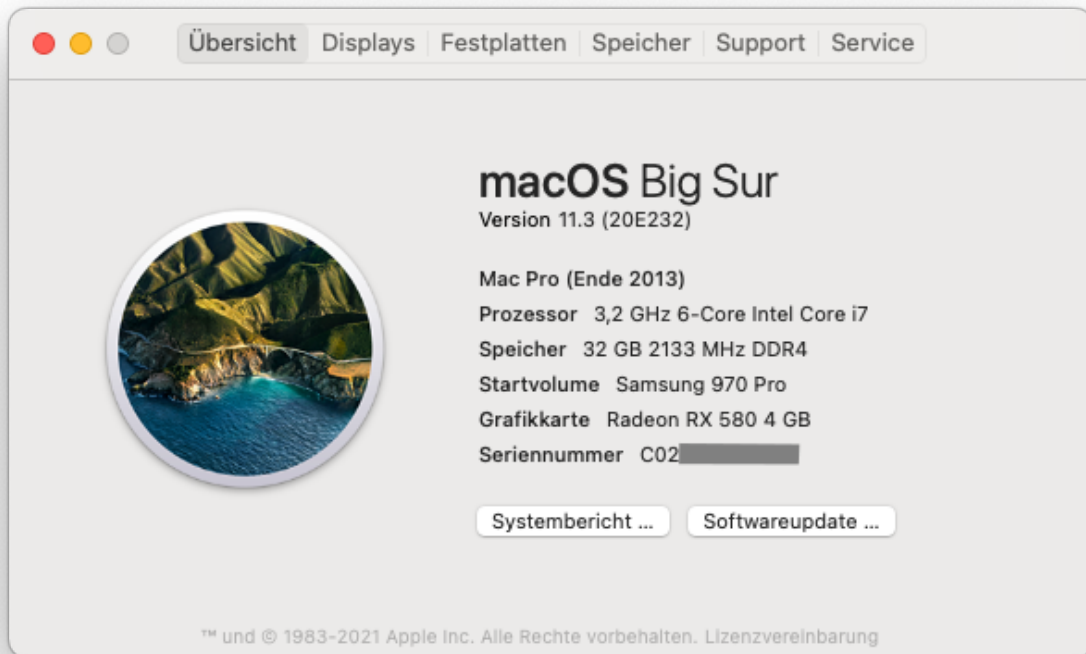 Übersicht Displays Festplatten Speicher Support Service
macOS Big Sur
Version 11.3 (20E232)
Mac Pro (Ende 2013)
Prozessor 3,2 GHz 6-Core Intel Core i7
Speicher 32 GB 2133 MHz DDR4
Startvolume Samsung 970 Pro
Grafikkarte Radeon RX 580 4 GB
Seriennummer C02
Systembericht ... Softwareupdate ...
™ und © 1983-2021 Apple Inc. Alle Rechte vorbehalten. Lizenzvereinbarung